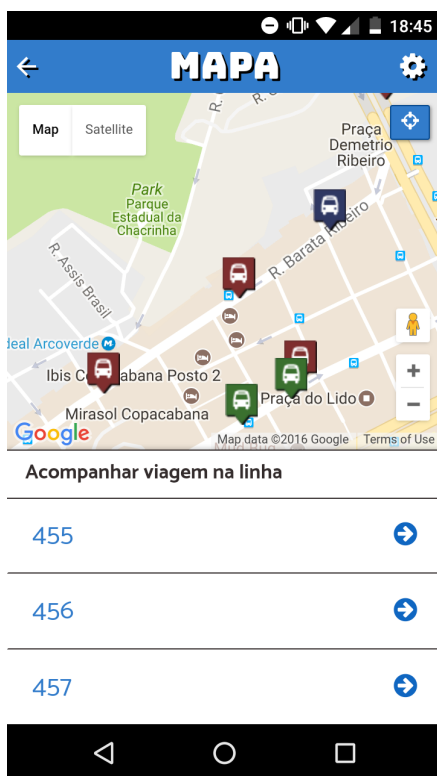 18:45
MAPA
R. C
R.
Map
Satellite
Praça
Demetrio
Ribeiro
Park
Parque
Estadual da
Chacrinha
R. Barata Ribeiro
R. Assis Brasil
deal Arcoverde
Ibis C abana Posto 2
Mirasol Copacabana
Praça do Lido
Google
Map data ©2016 Google
Terms of Use
Acompanhar viagem na linha
455
456
457